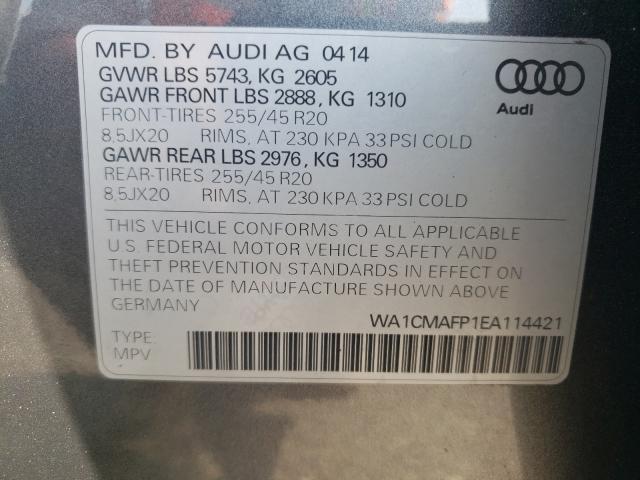 MFD. BY AUDI AG 04 14
GVWR LBS 5743, KG 2605
GAWR FRONT LBS 2888, KG 1310
FRONT-TIRES 255/45 R20
8,5JX20 RIMS, AT 230 KPA 33 PSI COLD
GAWR REAR LBS 2976, KG 1350
REAR-TIRES 255/45 R20
8,5JX20 RIMS, AT 230 KPA 33 PSI COLD
Audi
THIS VEHICLE CONFORMS TO ALL APPLICABLE
U.S. FEDERAL MOTOR VEHICLE SAFETY AND
THEFT PREVENTION STANDARDS IN EFFECT ON
THE DATE OF MANUFACTURE SHOWN ABOVE
GERMANY
WA1CMAFP1EA114421
TYPE:
MPV